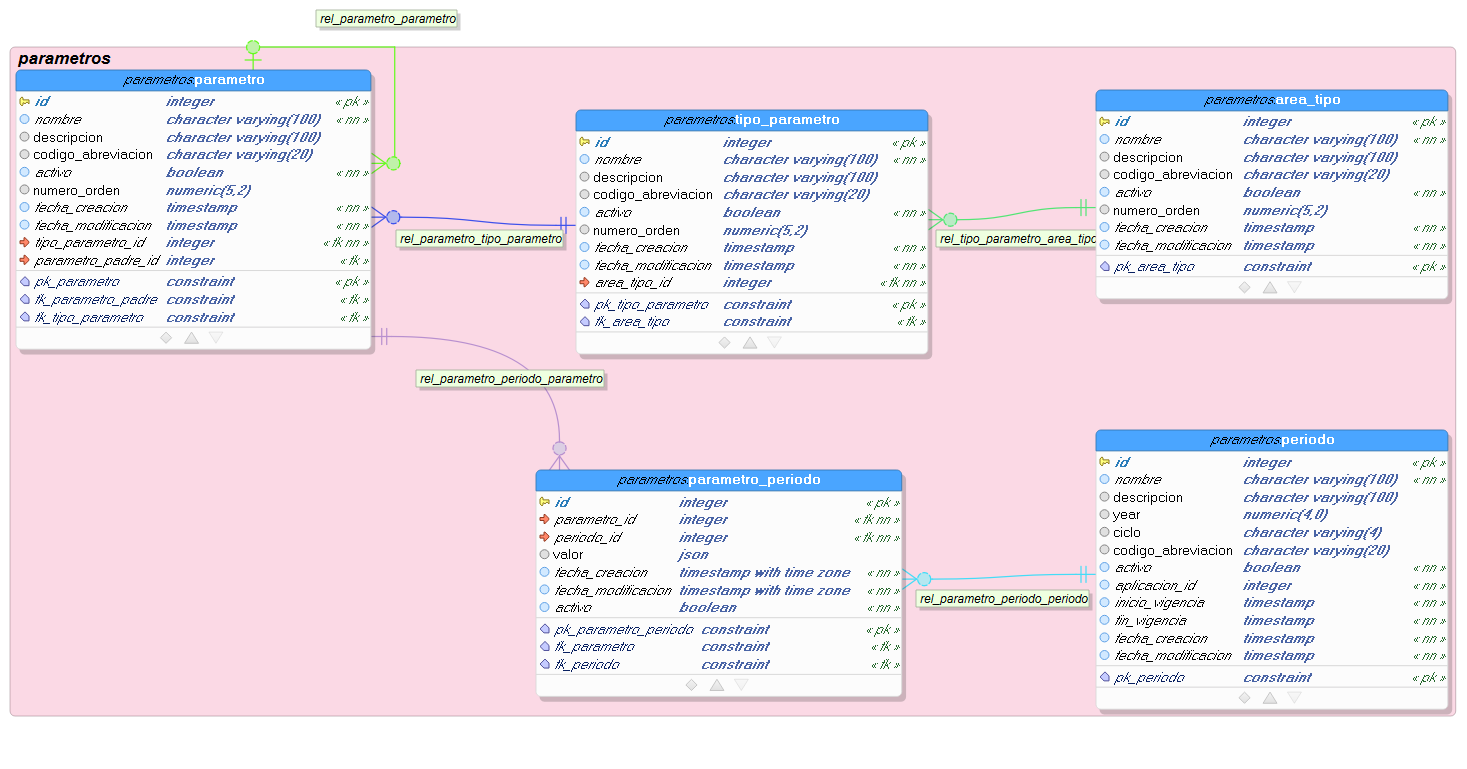 rel_parametro_parametro
parametros
parametros.parametro
id integer « pk »
nombre character varying(100) « nn »
descripcion character varying(100)
codigo_abreviacion character varying(20)
activo boolean « nn »
numero_orden numeric(5,2)
fecha_creacion timestamp « nn »
fecha_modificacion timestamp « nn »
tipo_parametro_id integer « fk nn »
parametro_padre_id integer « fk »
pk_parametro constraint « pk »
fk_parametro_padre constraint « fk »
fk_tipo_parametro constraint « fk »
rel_parametro_tipo_parametro
parametros.tipo_parametro
id integer « pk »
nombre character varying(100) « nn »
descripcion character varying(100)
codigo_abreviacion character varying(20)
activo boolean « nn »
numero_orden numeric(5,2)
fecha_creacion timestamp « nn »
fecha_modificacion timestamp « nn »
area_tipo_id integer « fk nn »
pk_tipo_parametro constraint « pk »
fk_area_tipo constraint « fk »
rel_tipo_parametro_area_tipo
parametros.area_tipo
id integer « pk »
nombre character varying(100) « nn »
descripcion character varying(100)
codigo_abreviacion character varying(20)
activo boolean « nn »
numero_orden numeric(5,2)
fecha_creacion timestamp « nn »
fecha_modificacion timestamp « nn »
pk_area_tipo constraint « pk »
rel_parametro_periodo_parametro
parametros.parametro_periodo
id integer « pk »
parametro_id integer « fk nn »
periodo_id integer « fk nn »
valor json
fecha_creacion timestamp with time zone « nn »
fecha_modificacion timestamp with time zone « nn »
activo boolean « nn »
pk_parametro_periodo constraint « pk »
fk_parametro constraint « fk »
fk_periodo constraint « fk »
rel_parametro_periodo_periodo
parametros.periodo
id integer « pk »
nombre character varying(100) « nn »
descripcion character varying(100)
year numeric(4,0)
ciclo character varying(4)
codigo_abreviacion character varying(20)
activo boolean « nn »
aplicacion_id integer « nn »
inicio_vigencia timestamp « nn »
fin_vigencia timestamp « nn »
fecha_creacion timestamp « nn »
fecha_modificacion timestamp « nn »
pk_periodo constraint « pk »